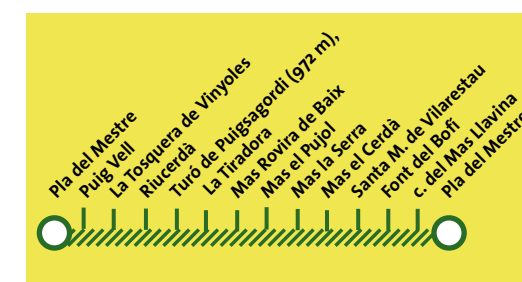 Pla del Mestre
Puig Vell
La Tosquera de Vinyoles
Riucerdà
Turó de Puigsagordi (972 m),
La Tiradora
Mas Rovira de Baix
Mas el Pujol
Mas la Serra
Mas el Cerdà
Santa M. de Vilarestau
Font del Bofí
c. del Mas Llavina
Pla del Mestre